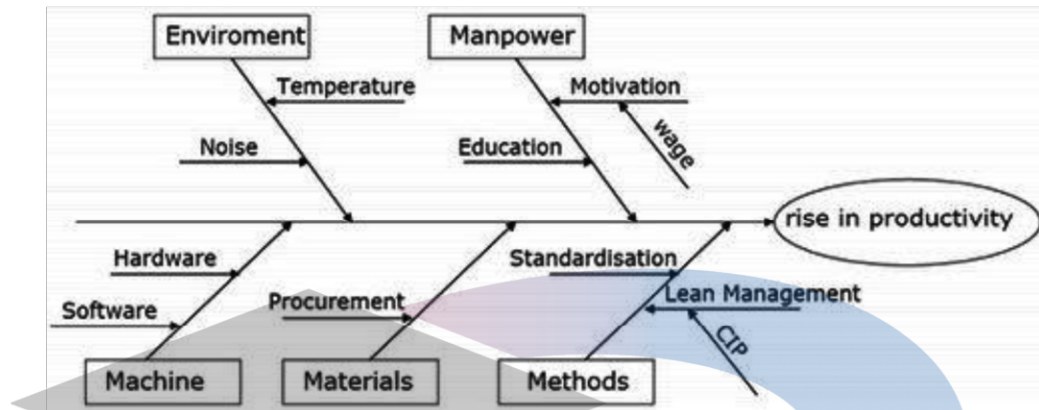 Enviroment
Manpower
Temperature
Motivation
Noise
Education
wage
rise in productivity
Hardware
Standardisation
Software
Procurement
Lean Management
CIP
Machine
Materials
Methods